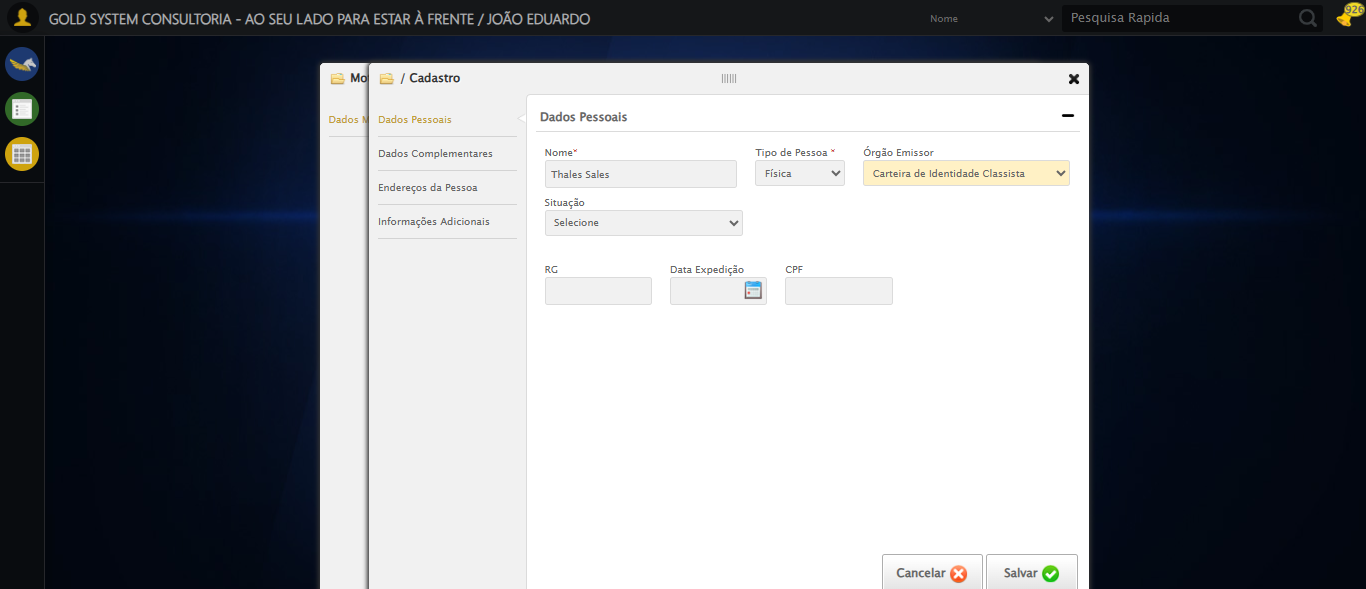 GOLD SYSTEM CONSULTORIA - AO SEU LADO PARA ESTAR À FRENTE / JOÃO EDUARDO
Nome
Pesquisa Rapida
926
Mo
/ Cadastro
Dados M
Dados Pessoais
Dados Complementares
Endereços da Pessoa
Informações Adicionais
Dados Pessoais
Nome*
Tipo de Pessoa *
Órgão Emissor
Thales Sales
Física
Carteira de Identidade Classista
Situação
Selecione
RG
Data Expedição
CPF
Cancelar
Salvar